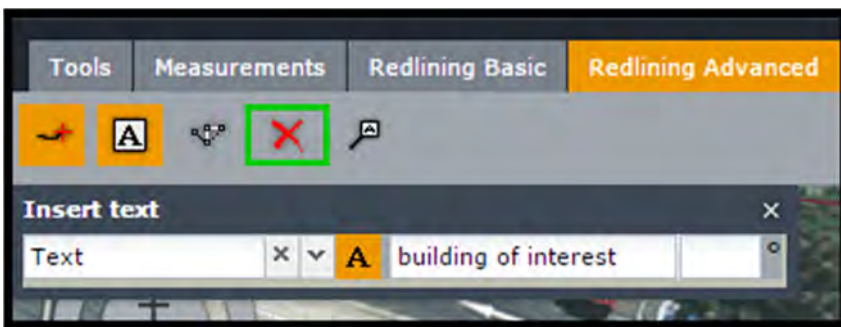 Tools Measurements Redlining Basic Redlining Advanced
A A
Insert text ×
Text × A building of interest °